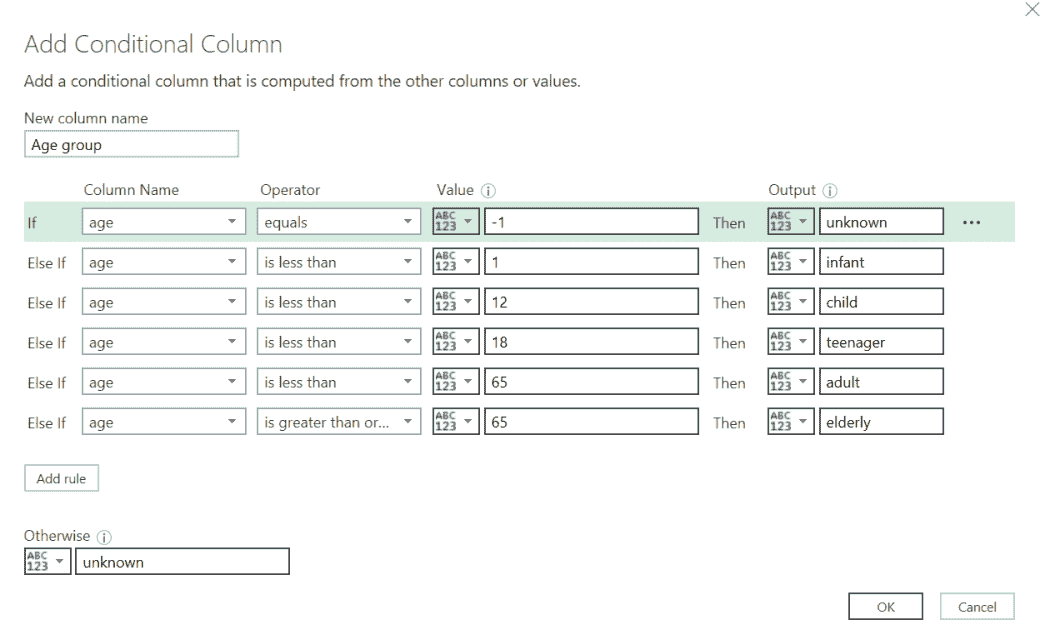 Add Conditional Column
Add a conditional column that is computed from the other columns or values.
New column name
Age group
Column Name Operator Value Output
If age equals ABC 123 -1 Then ABC 123 unknown ...
Else If age is less than ABC 123 1 Then ABC 123 infant
Else If age is less than ABC 123 12 Then ABC 123 child
Else If age is less than ABC 123 18 Then ABC 123 teenager
Else If age is less than ABC 123 65 Then ABC 123 adult
Else If age is greater than or... ABC 123 65 Then ABC 123 elderly
Add rule
Otherwise
ABC 123 unknown
OK Cancel